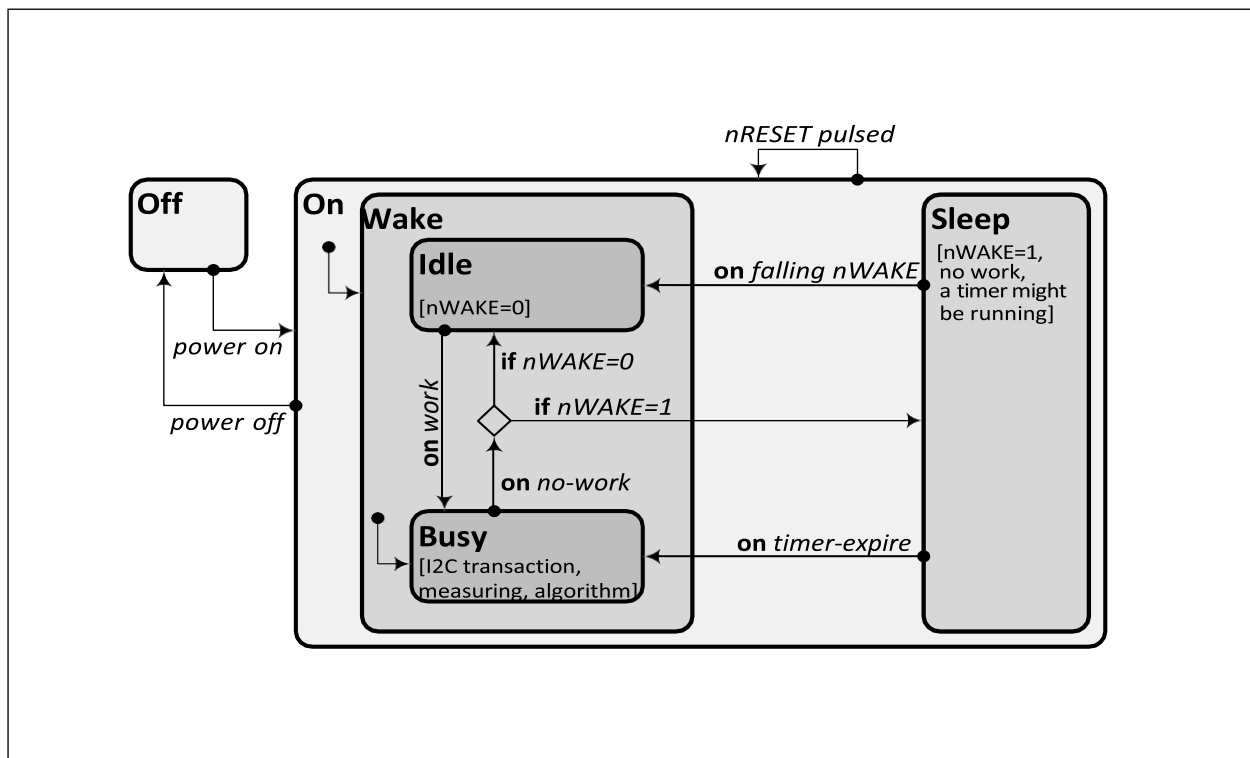 nRESET pulsed
Off
On
Wake
Sleep
Idle
[nWAKE=0]
on falling nWAKE
[nWAKE=1,
no work,
a timer might
be running]
power on
if nWAKE=0
on work
if nWAKE=1
power off
on no-work
Busy
[I2C transaction,
measuring, algorithm]
on timer-expire